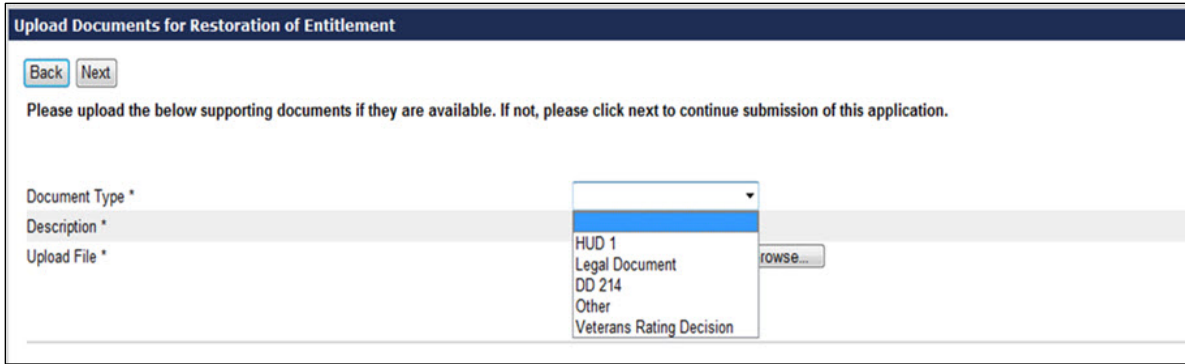 Upload Documents for Restoration of Entitlement
Back Next
Please upload the below supporting documents if they are available. If not, please click next to continue submission of this application.
Document Type *
Description *
HUD 1
Upload File * rowse...
Legal Document
DD 214
Other
Veterans Rating Decision